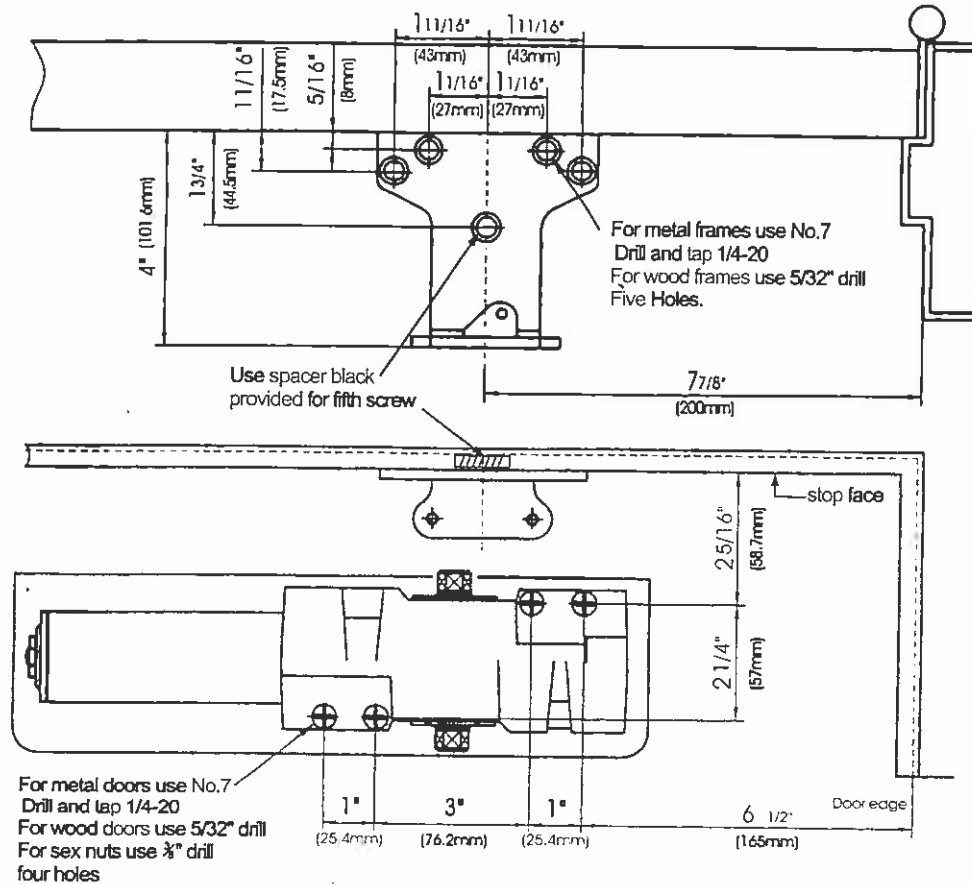 1 11/16"
(43mm)
1 11/16"
(43mm)
1 1/16"
(27mm)
1 1/16"
(27mm)
11/16"
(17.5mm)
5/16"
(8mm)
1 3/4"
(44.5mm)
4" (101.6mm)
For metal frames use No.7
Drill and tap 1/4-20
For wood frames use 5/32" drill
Five Holes.
Use spacer black
provided for fifth screw
7 7/8"
(200mm)
stop face
2 5/16"
(58.7mm)
2 1/4"
(57mm)
For metal doors use No.7
Drill and tap 1/4-20
For wood doors use 5/32" drill
For sex nuts use ⅜" drill
four holes
1"
(25.4mm)
3"
(76.2mm)
1"
(25.4mm)
6 1/2"
(165mm)
Door edge